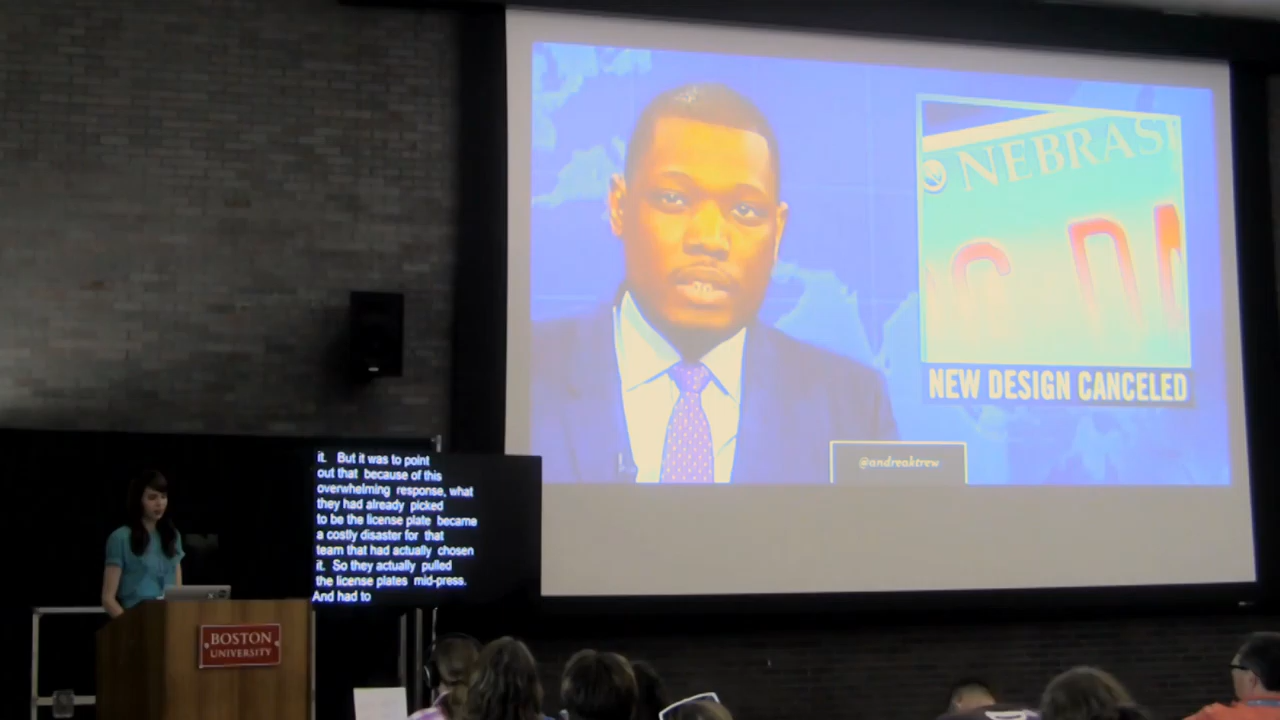 NEBRAS
NEW DESIGN CANCELED
@andreaktrew
it. But it was to point
out that because of this
overwhelming response, what
they had already picked
to be the license plate became
a costly disaster for that
team that had actually chosen
it. So they actually pulled
the license plates mid-press.
And had to
BOSTON
UNIVERSITY